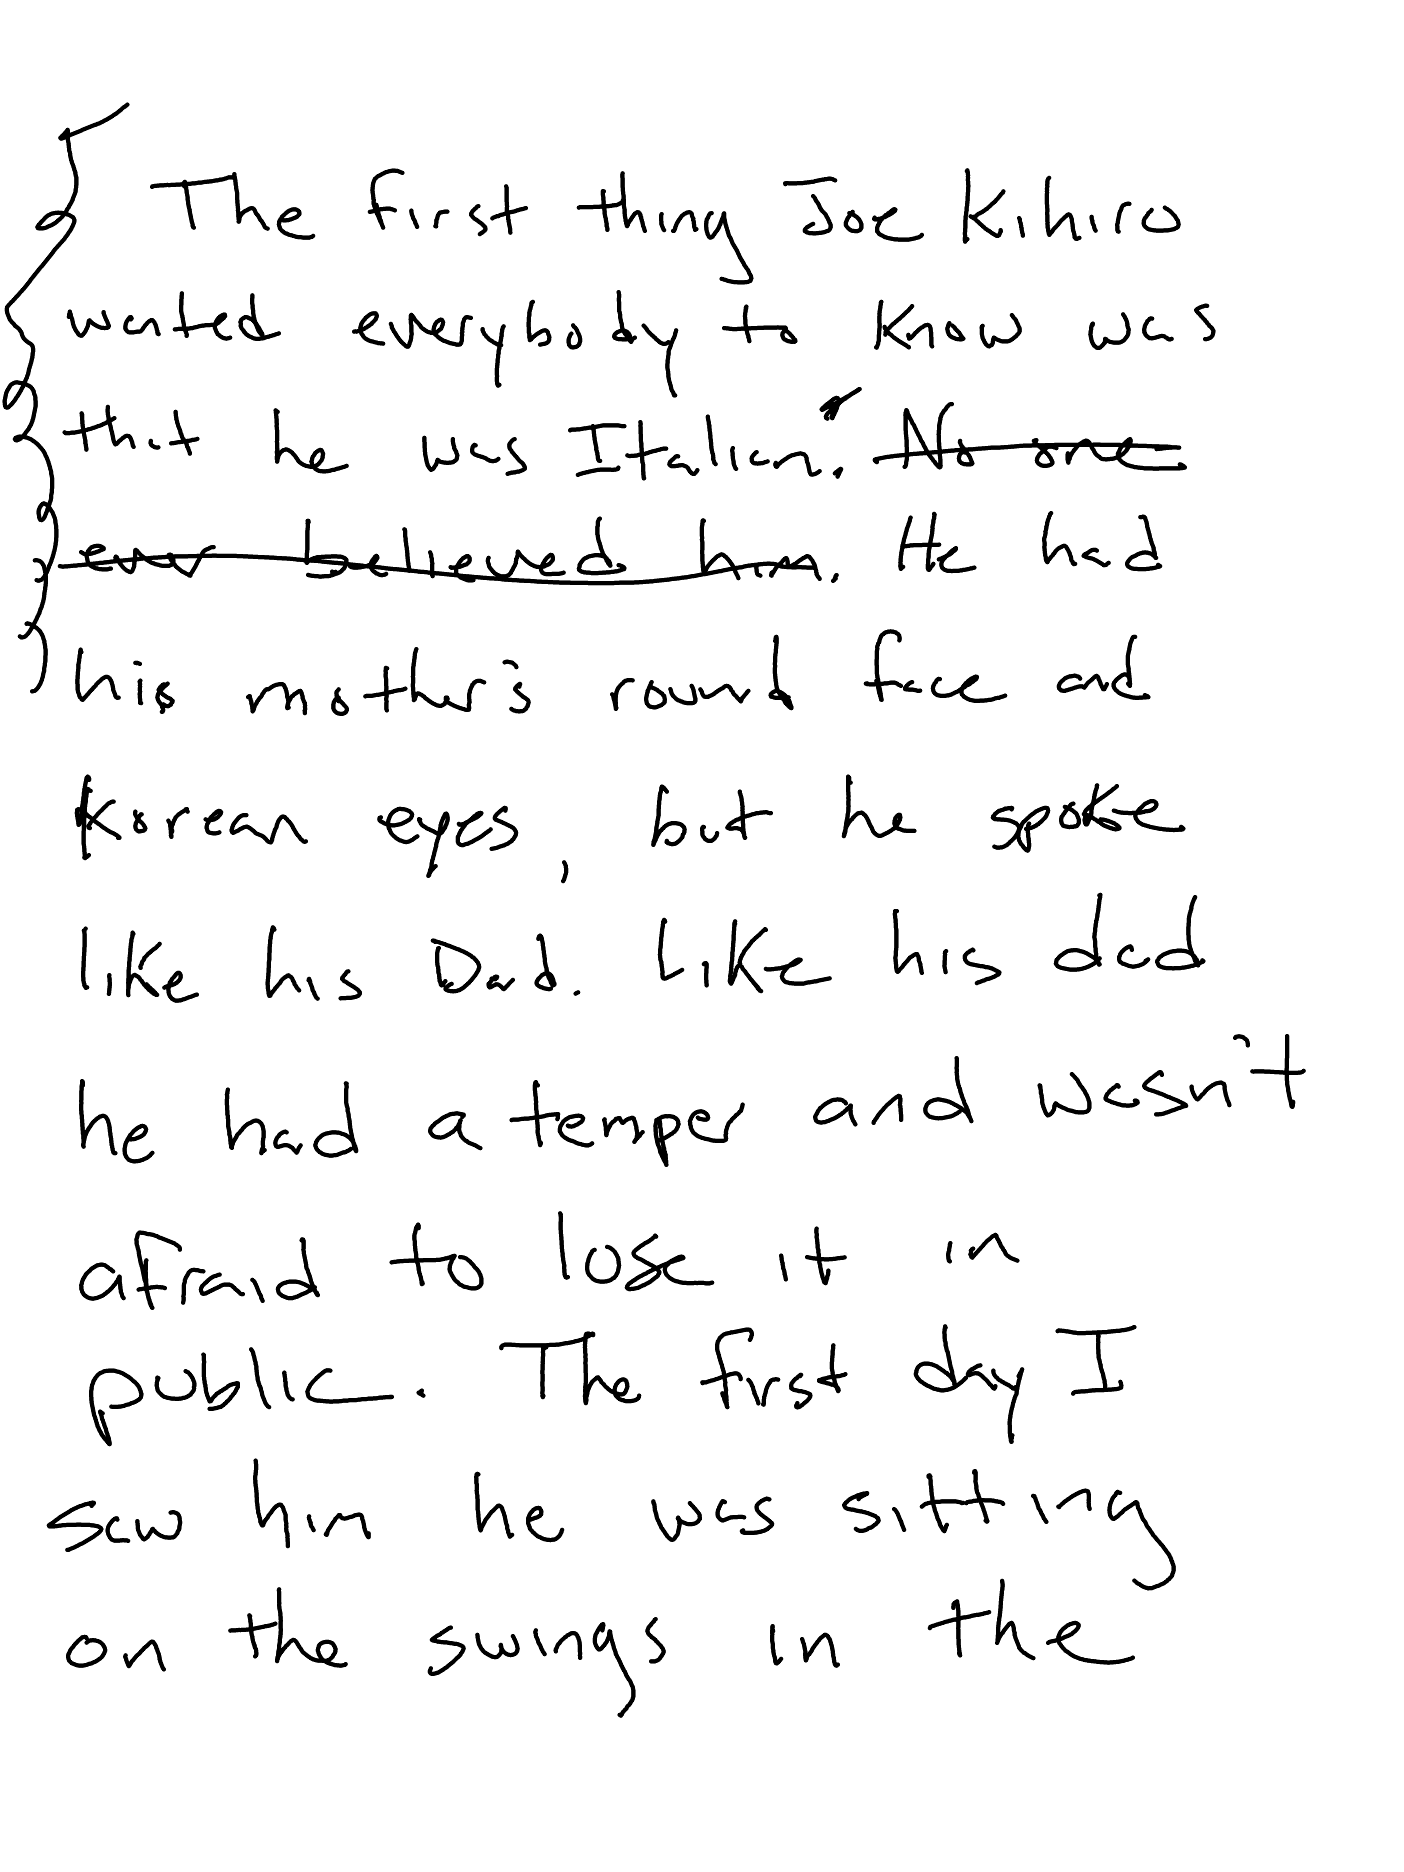 The first thing Joe Kihiro
wanted everybody to know was
that he was Italian. No one
ever believed him. He had
his mother's round face and
Korean eyes, but he spoke
like his Dad. Like his dad
he had a temper and wasn't
afraid to lose it in
public. The first day I
saw him he was sitting
on the swings in the